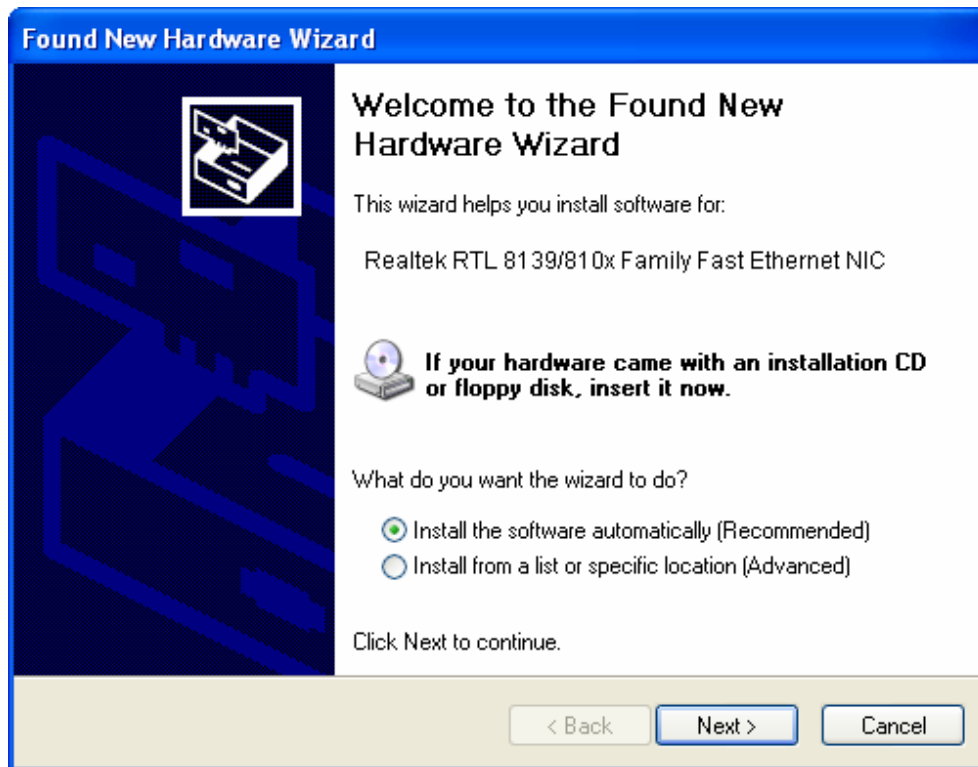 Found New Hardware Wizard
Welcome to the Found New
Hardware Wizard
This wizard helps you install software for:
Realtek RTL 8139/810x Family Fast Ethernet NIC
If your hardware came with an installation CD
or floppy disk, insert it now.
What do you want the wizard to do?
Install the software automatically (Recommended)
Install from a list or specific location (Advanced)
Click Next to continue.
< Back
Next >
Cancel